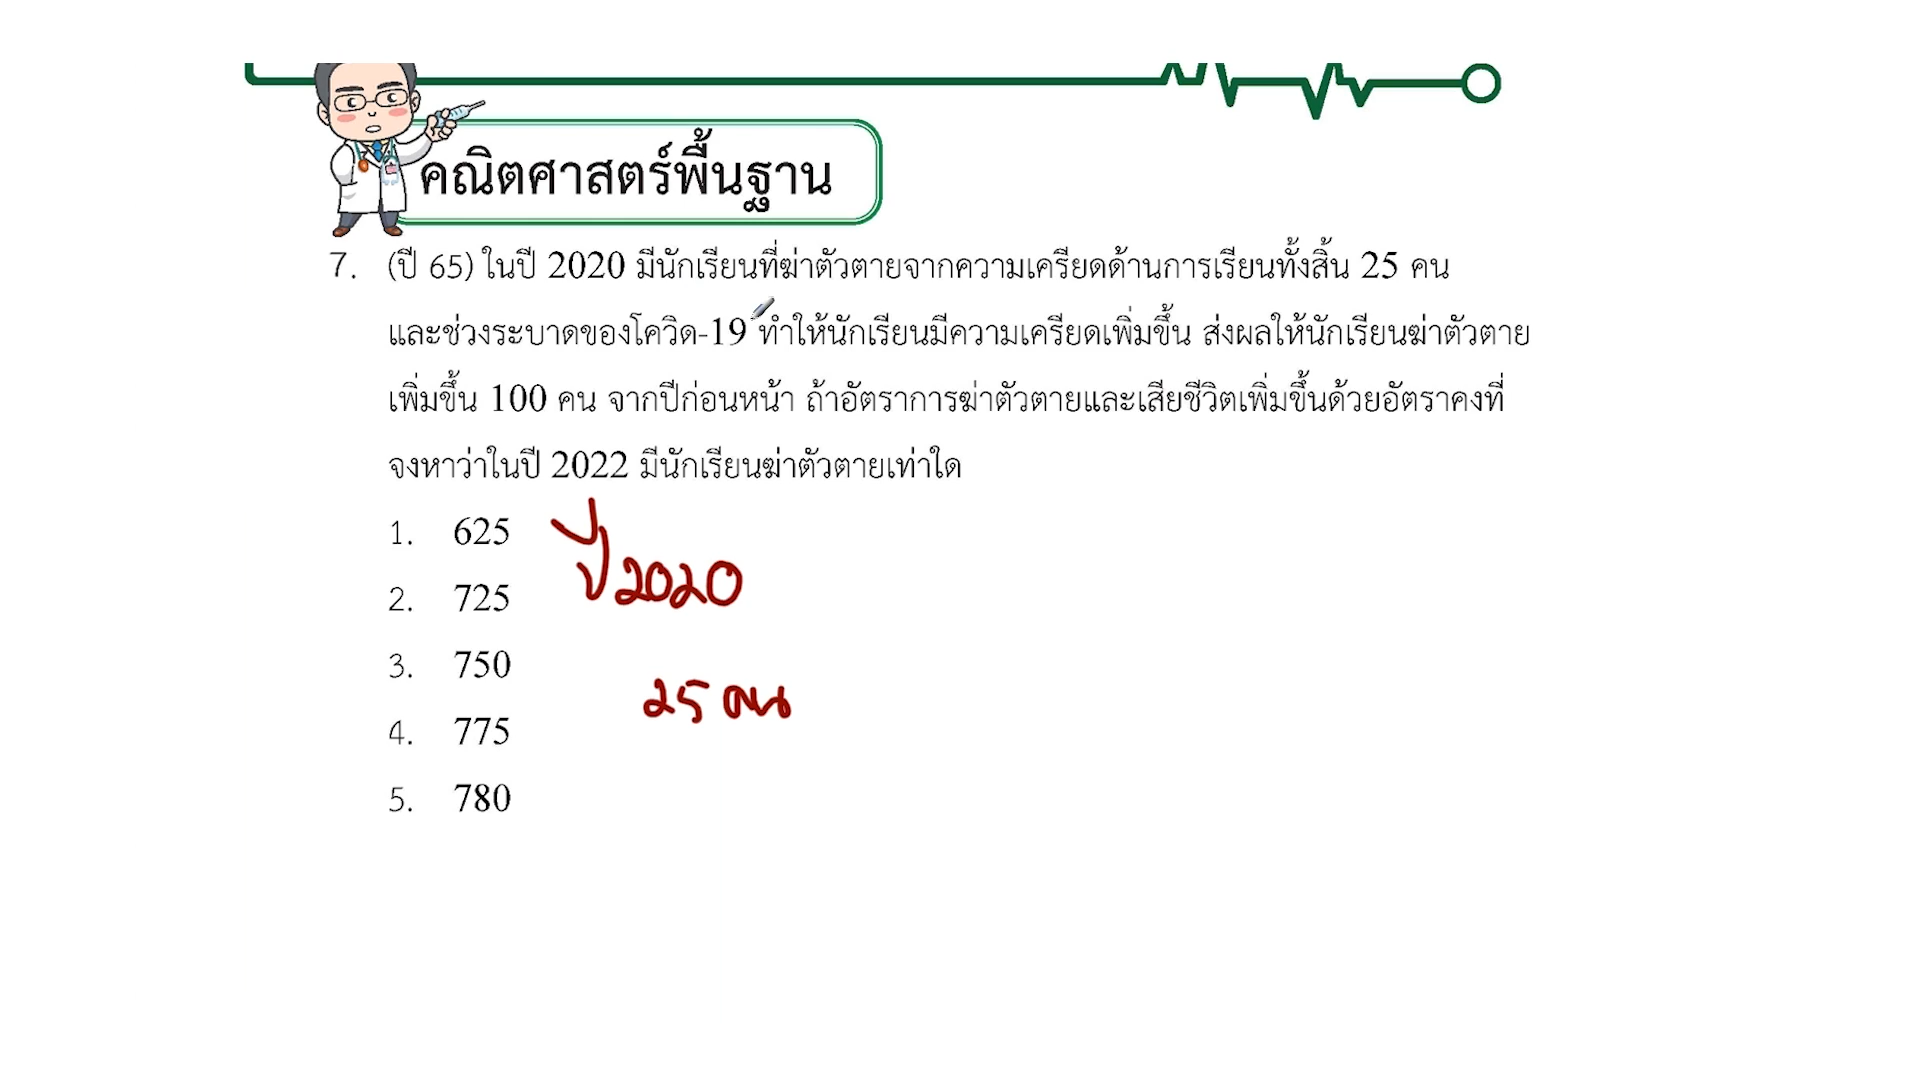 คณิตศาสตร์พื้นฐาน
7. (ปี 65) ในปี 2020 มีนักเรียนที่ฆ่าตัวตายจากความเครียดด้านการเรียนทั้งสิ้น 25 คน
และช่วงระบาดของโควิด-19 ทำให้นักเรียนมีความเครียดเพิ่มขึ้น ส่งผลให้นักเรียนฆ่าตัวตาย
เพิ่มขึ้น 100 คน จากปีก่อนหน้า ถ้าอัตราการฆ่าตัวตายและเสียชีวิตเพิ่มขึ้นด้วยอัตราคงที่
จงหาว่าในปี 2022 มีนักเรียนฆ่าตัวตายเท่าใด
1. 625
2. 725
3. 750
4. 775
5. 780
ปี 2020
25 คน